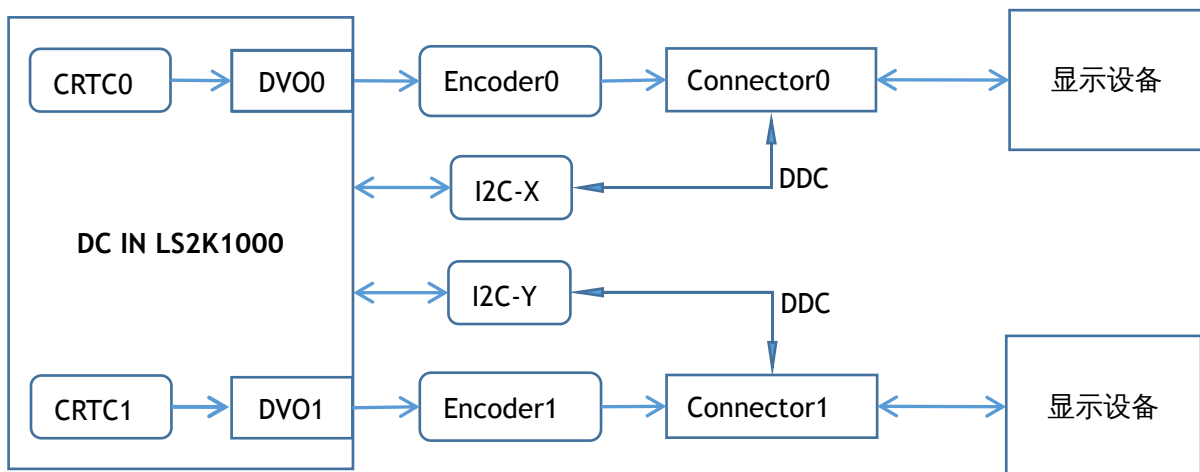 CRTC0
DVO0
Encoder0
Connector0
显示设备
I2C-X
DDC
DC IN LS2K1000
I2C-Y
DDC
CRTC1
DVO1
Encoder1
Connector1
显示设备